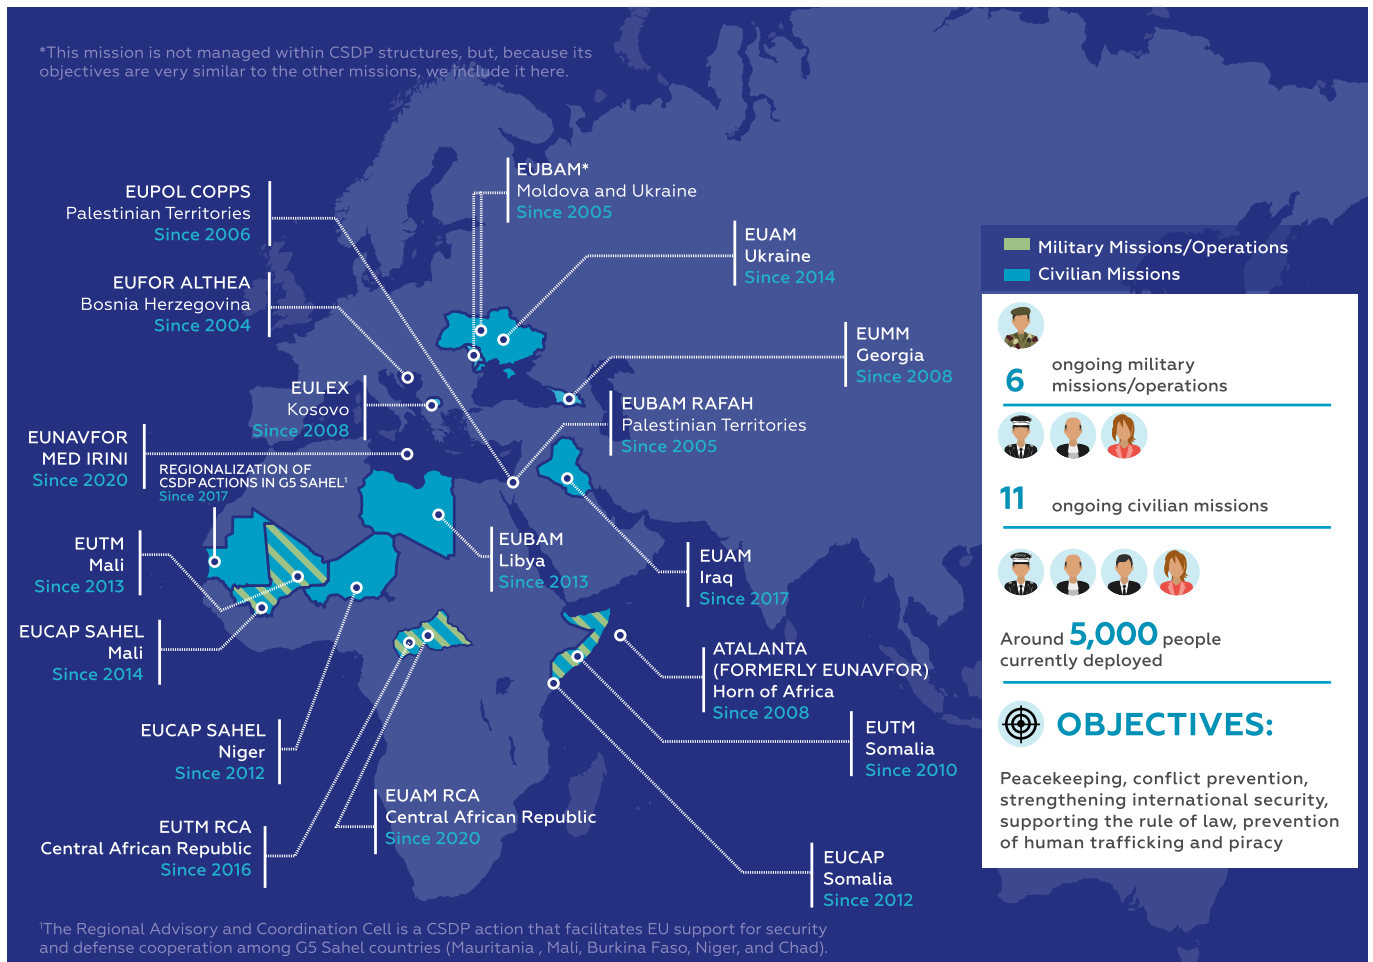 *This mission is not managed within CSDP structures, but, because its
objectives are very similar to the other missions, we include it here.
EUPOL COPPS
Palestinian Territories
Since 2006
EUFOR ALTHEA
Bosnia Herzegovina
Since 2004
EULEX
Kosovo
Since 2008
EUNAVFOR
MED IRINI
Since 2020
REGIONALIZATION OF
CSDP ACTIONS IN G5 SAHEL¹
Since 2017
EUTM
Mali
Since 2013
EUCAP SAHEL
Mali
Since 2014
EUCAP SAHEL
Niger
Since 2012
EUTM RCA
Central African Republic
Since 2016
EUAM RCA
Central African Republic
Since 2020
EUBAM*
Moldova and Ukraine
Since 2005
EUAM
Ukraine
Since 2014
EUMM
Georgia
Since 2008
EUBAM RAFAH
Palestinian Territories
Since 2005
EUBAM
Libya
Since 2013
EUAM
Iraq
Since 2017
ATALANTA
(FORMERLY EUNAVFOR)
Horn of Africa
Since 2008
EUTM
Somalia
Since 2010
EUCAP
Somalia
Since 2012
Military Missions/Operations
Civilian Missions
6 ongoing military
missions/operations
11 ongoing civilian missions
Around 5,000 people
currently deployed
OBJECTIVES:
Peacekeeping, conflict prevention,
strengthening international security,
supporting the rule of law, prevention
of human trafficking and piracy
¹The Regional Advisory and Coordination Cell is a CSDP action that facilitates EU support for security
and defense cooperation among G5 Sahel countries (Mauritania , Mali, Burkina Faso, Niger, and Chad).